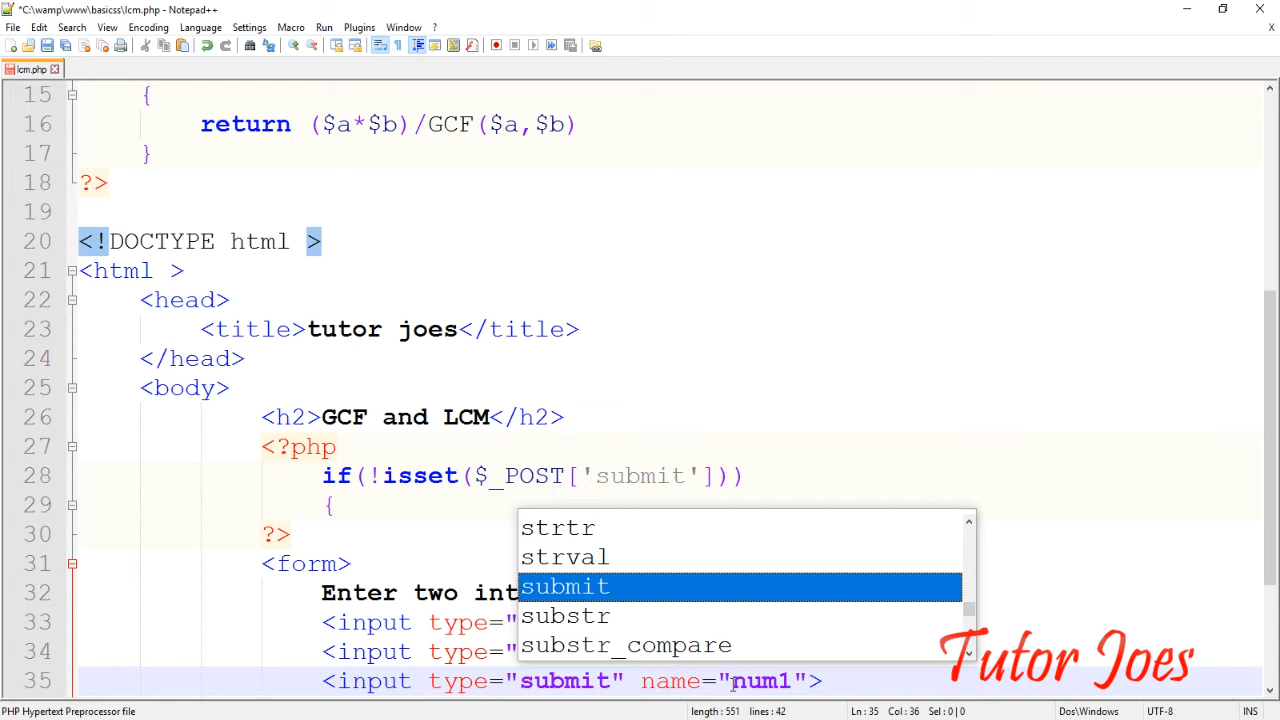 *C:\wamp\www\basicss\lcm.php - Notepad++
File Edit Search View Encoding Language Settings Macro Run Plugins Window ?
X
lcm.php
15 {
16 return ($a*$b)/GCF($a,$b)
17 }
18 ?>
19
20 <!DOCTYPE html >
21 <html >
22 <head>
23 <title>tutor joes</title>
24 </head>
25 <body>
26 <h2>GCF and LCM</h2>
27 <?php
28 if(!isset($_POST['submit']))
29 {
30 ?>
31 <form>
32 Enter two int
33 <input type="
34 <input type="
35 <input type="submit" name="num1">
strtr
strval
submit
substr
substr_compare
Tutor Joes
PHP Hypertext Preprocessor file length : 551 lines : 42 Ln : 35 Col : 36 Sel : 0 | 0 Dos\Windows UTF-8 INS